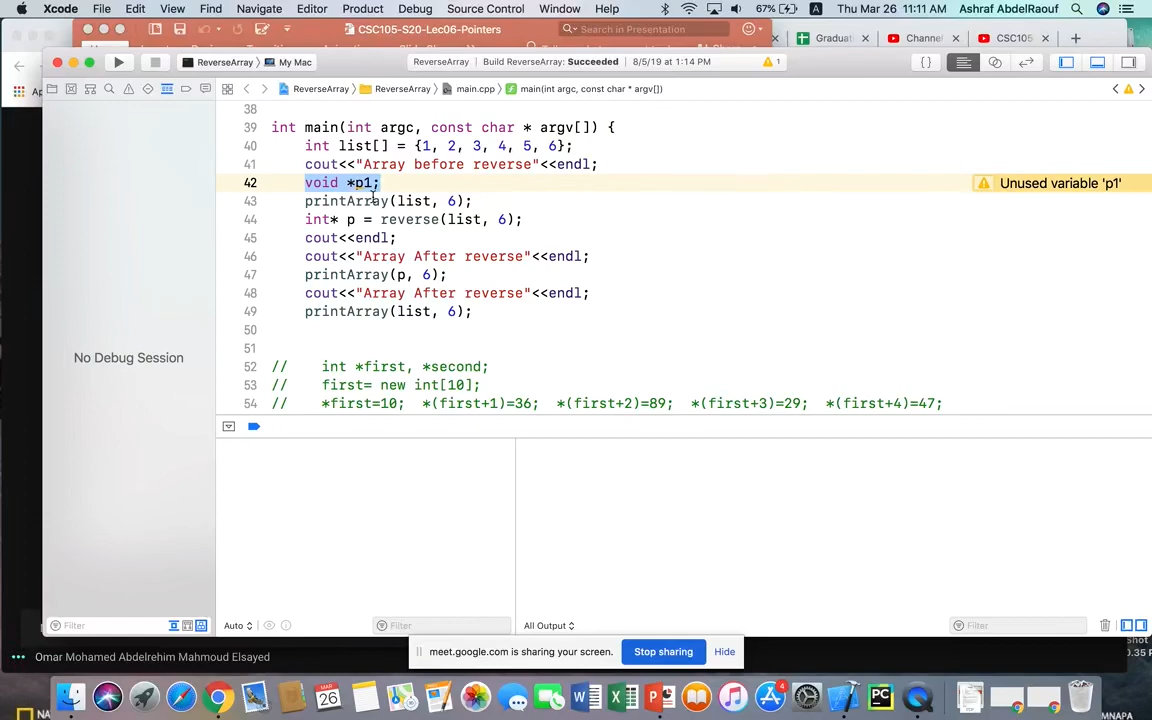 Xcode File Edit View Find Navigate Editor Product Debug Source Control Window Help 67% A Thu Mar 26 11:11 AM Ashraf AbdelRaouf
CSC105-S20-Lec06-Pointers Search in Presentation Graduat Channe CSC105
ReverseArray My Mac ReverseArray Build ReverseArray: Succeeded 8/5/19 at 1:14 PM 1
ReverseArray ReverseArray main.cpp main(int argc, const char * argv[])
38
39 int main(int argc, const char * argv[]) {
40 int list[] = {1, 2, 3, 4, 5, 6};
41 cout<<"Array before reverse"<<endl;
42 void *p1; Unused variable 'p1'
43 printArray(list, 6);
44 int* p = reverse(list, 6);
45 cout<<endl;
46 cout<<"Array After reverse"<<endl;
47 printArray(p, 6);
48 cout<<"Array After reverse"<<endl;
49 printArray(list, 6);
50
51
52 // int *first, *second;
53 // first= new int[10];
54 // *first=10; *(first+1)=36; *(first+2)=89; *(first+3)=29; *(first+4)=47;
No Debug Session
Filter Auto Filter All Output Filter
meet.google.com is sharing your screen. Stop sharing Hide
Omar Mohamed Abdelrehim Mahmoud Elsayed